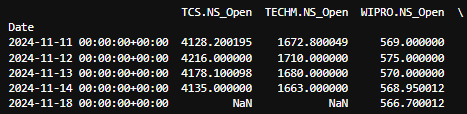 TCS.NS_Open TECHM.NS_Open WIPRO.NS_Open \
Date
2024-11-11 00:00:00+00:00 4128.200195 1672.800049 569.000000
2024-11-12 00:00:00+00:00 4216.000000 1710.000000 575.000000
2024-11-13 00:00:00+00:00 4178.100098 1680.000000 570.000000
2024-11-14 00:00:00+00:00 4135.000000 1663.000000 568.950012
2024-11-18 00:00:00+00:00 NaN NaN 566.700012